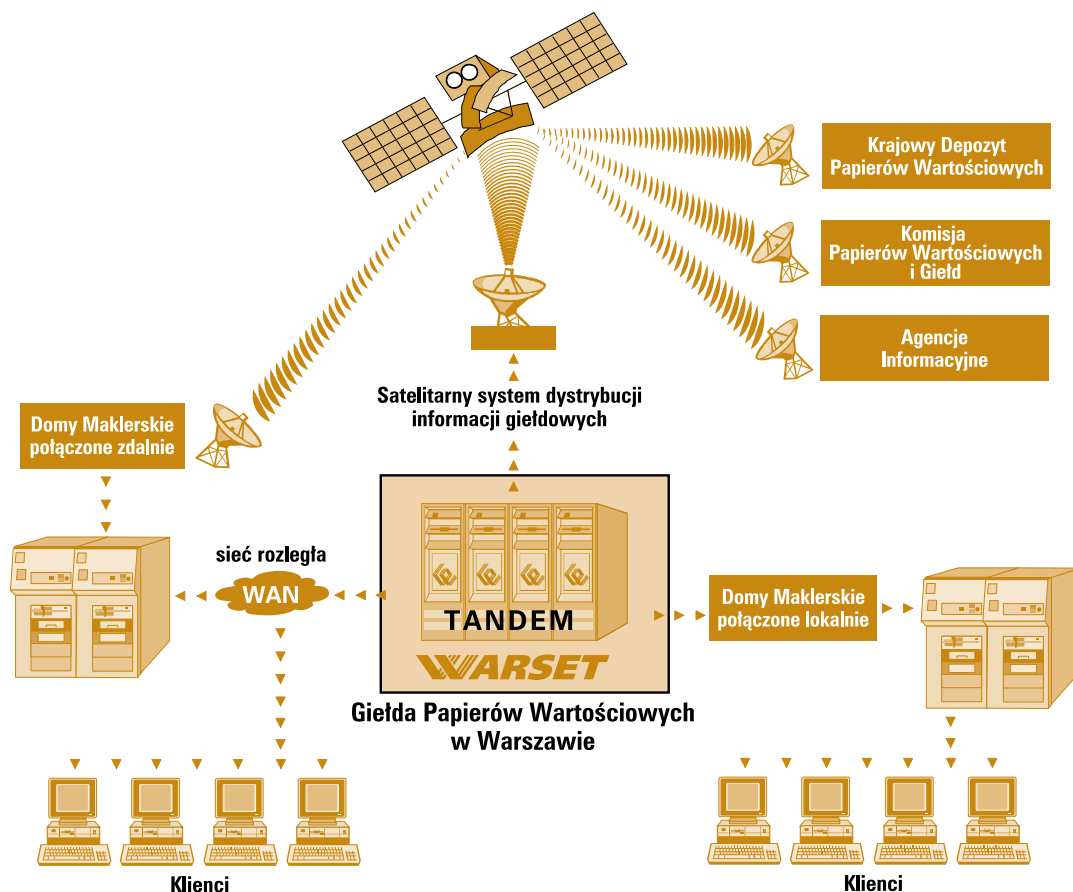 Krajowy Depozyt
Papierów Wartościowych
Komisja
Papierów Wartościowych
i Giełd
Agencje
Informacyjne
Satelitarny system dystrybucji
informacji giełdowych
Domy Maklerskie
połączone zdalnie
sieć rozległa
WAN
TANDEM
WARSET
Giełda Papierów Wartościowych
w Warszawie
Domy Maklerskie
połączone lokalnie
Klienci
Klienci